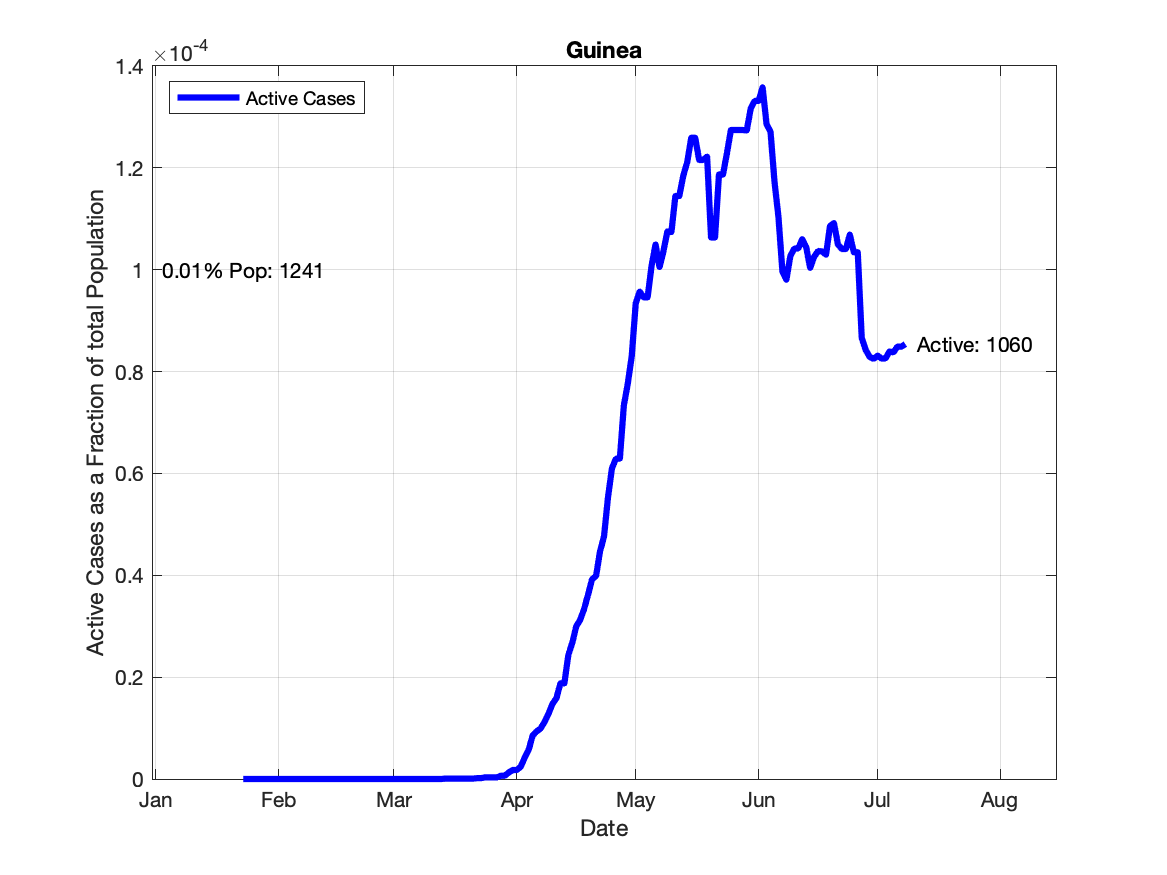 Guinea
×10-4
1.4
1.2
1
0.8
0.6
0.4
0.2
0
Active Cases as a Fraction of total Population
Active Cases
0.01% Pop: 1241
Active: 1060
Jan Feb Mar Apr May Jun Jul Aug
Date